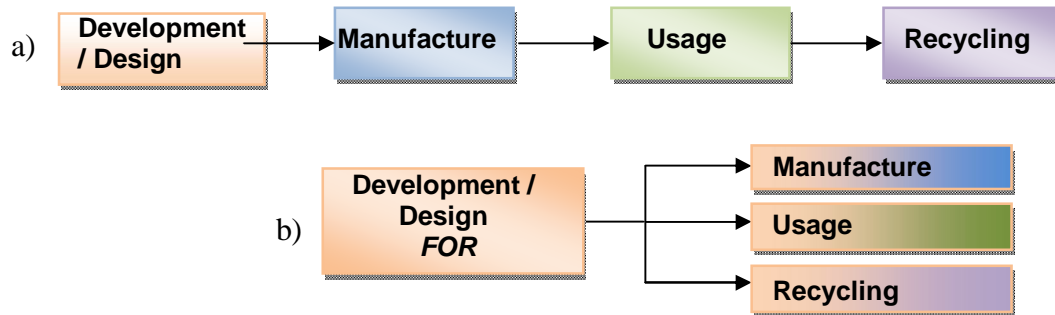 a)
Development
/ Design
Manufacture
Usage
Recycling
b)
Development /
Design
FOR
Manufacture
Usage
Recycling